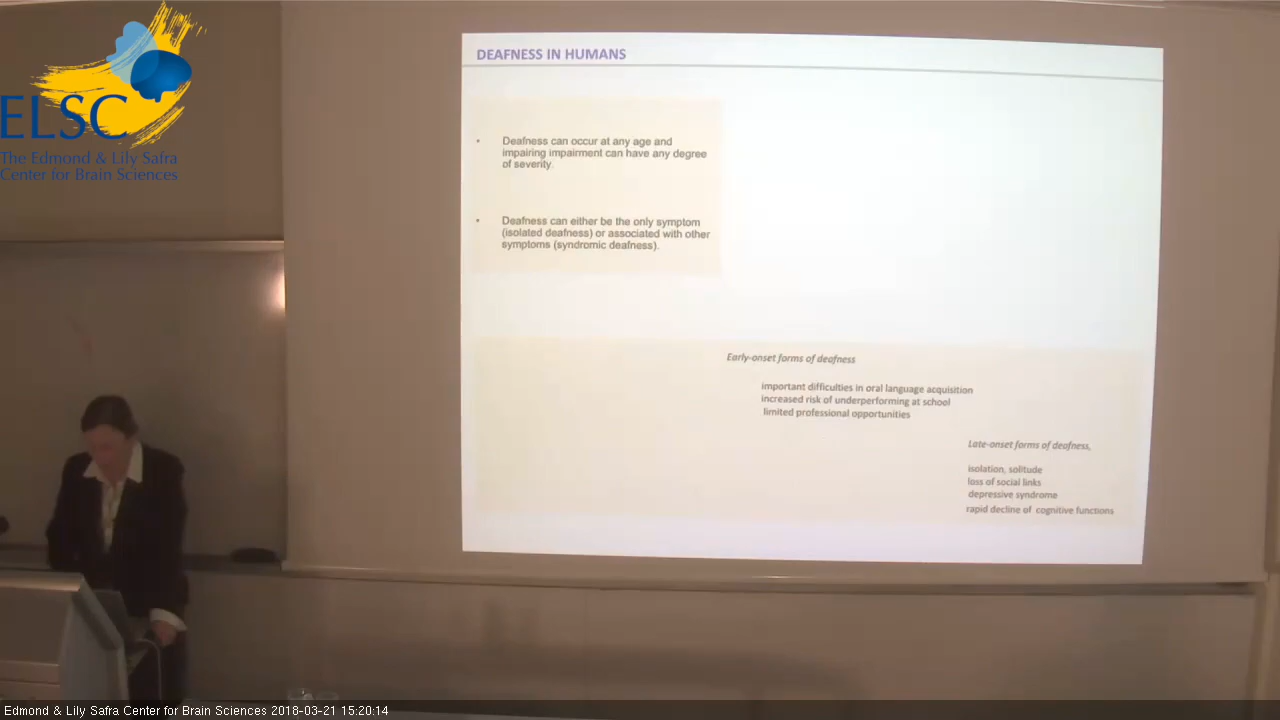 ELSC
The Edmond & Lily Safra
Center for Brain Sciences
DEAFNESS IN HUMANS
• Deafness can occur at any age and
impairing impairment can have any degree
of severity.
• Deafness can either be the only symptom
(isolated deafness) or associated with other
symptoms (syndromic deafness).
Early-onset forms of deafness
important difficulties in oral language acquisition
increased risk of underperforming at school
limited professional opportunities
Late-onset forms of deafness,
isolation, solitude
loss of social links
depressive syndrome
rapid decline of cognitive functions
Edmond & Lily Safra Center for Brain Sciences 2018-03-21 15:20:14